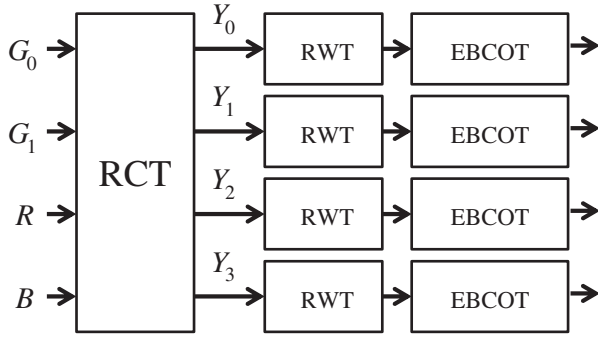 G₀ Y₀ RWT EBCOT
G₁ Y₁ RWT EBCOT
RCT
R Y₂ RWT EBCOT
B Y₃ RWT EBCOT